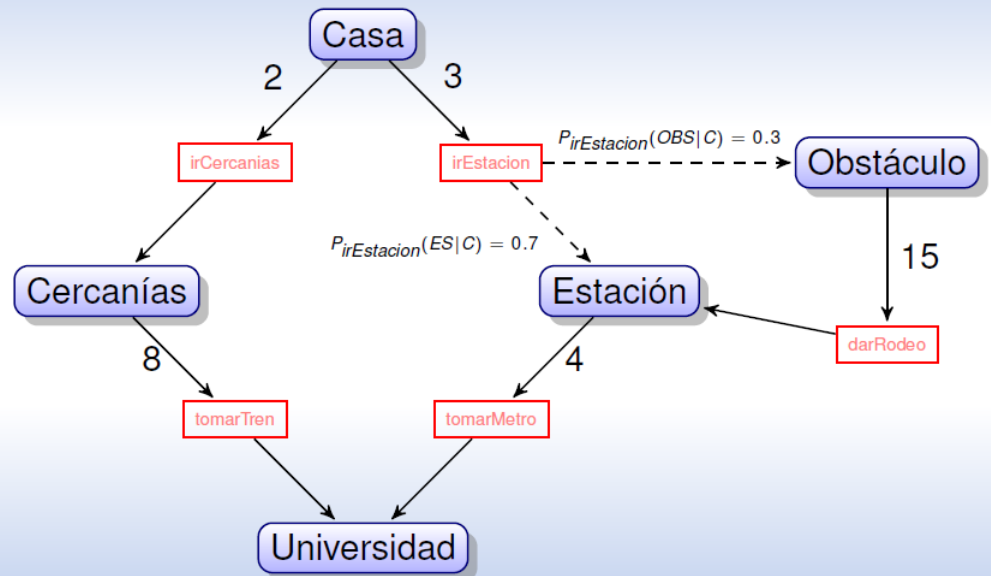 Casa
2
3
irCercanias
irEstacion
P_irEstacion(OBS|C) = 0.3
Obstáculo
P_irEstacion(ES|C) = 0.7
15
Cercanías
Estación
darRodeo
8
4
tomarTren
tomarMetro
Universidad